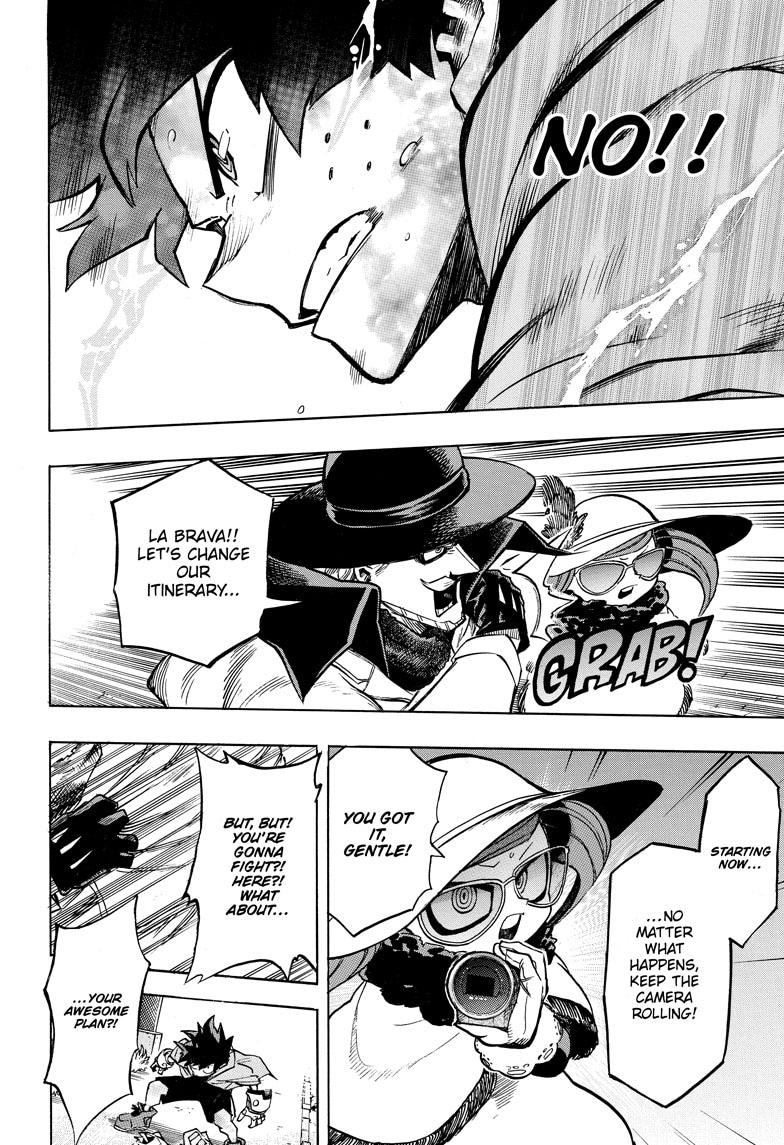 NO!!
LA BRAVA!!
LET'S CHANGE
OUR
ITINERARY...
GRAB!
STARTING
NOW...
...NO
MATTER
WHAT
HAPPENS,
KEEP THE
CAMERA
ROLLING!
YOU GOT
IT,
GENTLE!
BUT, BUT!
YOU'RE
GONNA
FIGHT?!
HERE?!
WHAT
ABOUT...
...YOUR
AWESOME
PLAN?!